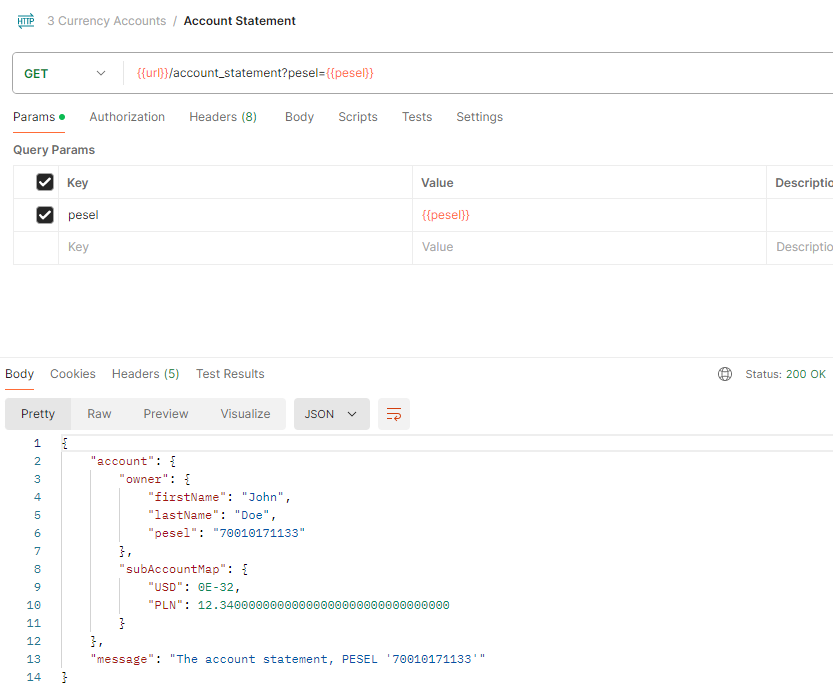 HTTP 3 Currency Accounts / Account Statement
GET {{url}}/account_statement?pesel={{pesel}}
Params Authorization Headers (8) Body Scripts Tests Settings
Query Params
Key Value Descriptio
pesel {{pesel}}
Key Value Descriptio
Body Cookies Headers (5) Test Results Status: 200 OK
Pretty Raw Preview Visualize JSON
1 {
2 "account": {
3 "owner": {
4 "firstName": "John",
5 "lastName": "Doe",
6 "pesel": "70010171133"
7 },
8 "subAccountMap": {
9 "USD": 0E-32,
10 "PLN": 12.34000000000000000000000000000000
11 }
12 },
13 "message": "The account statement, PESEL '70010171133'"
14 }